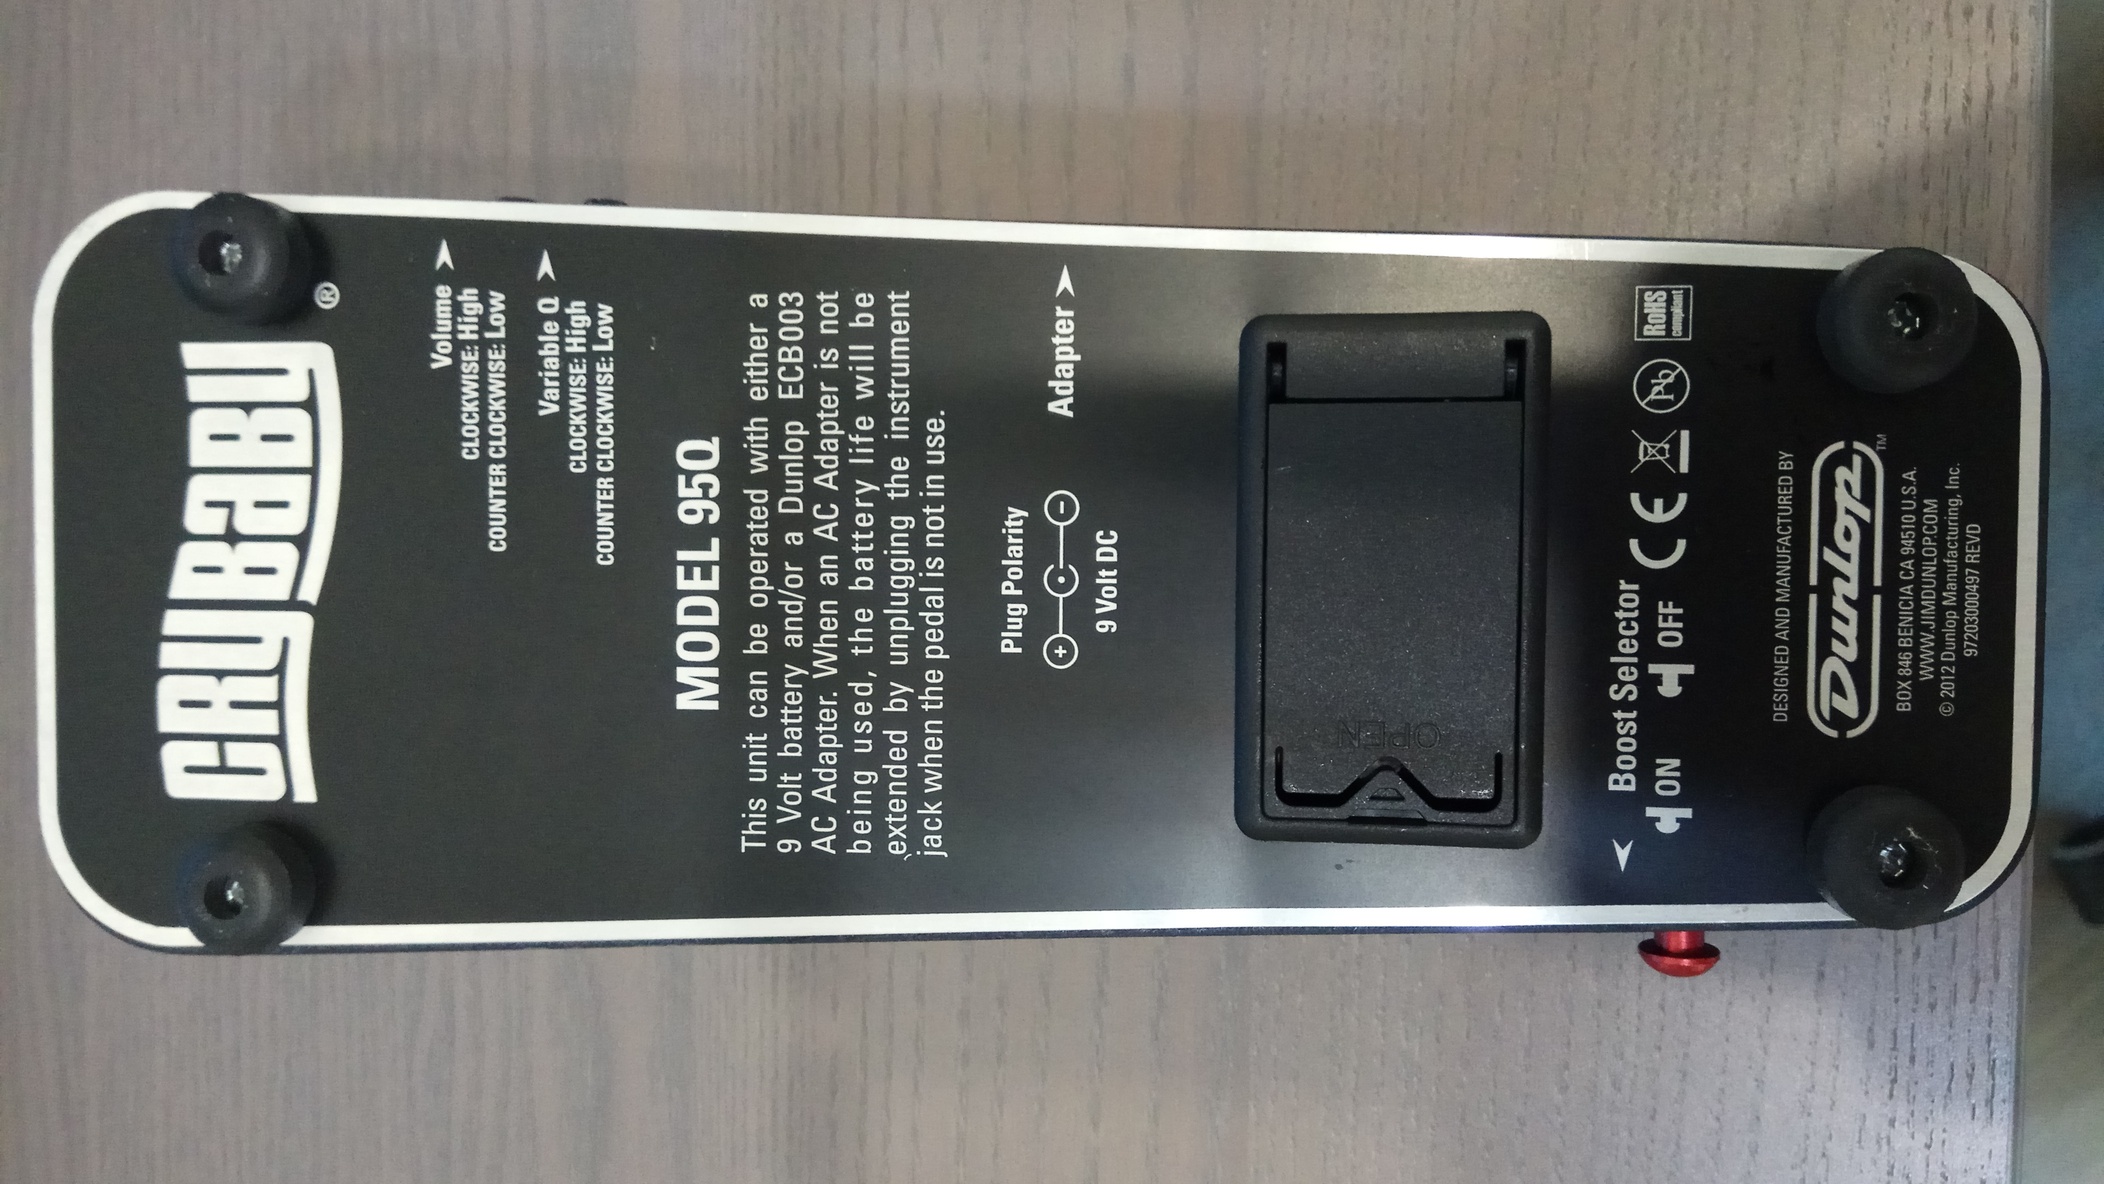 CRYBABY®
Volume
CLOCKWISE: High
COUNTER CLOCKWISE: Low
Variable Q
CLOCKWISE: High
COUNTER CLOCKWISE: Low
MODEL 95Q
This unit can be operated with either a
9 Volt battery and/or a Dunlop ECB003
AC Adapter. When an AC Adapter is not
being used, the battery life will be
extended by unplugging the instrument
jack when the pedal is not in use.
Plug Polarity
+ C -
9 Volt DC
Adapter
OPEN
Boost Selector
ON OFF CE Pb RoHS compliant
DESIGNED AND MANUFACTURED BY
Dunlop™
BOX 846 BENICIA CA 94510 U.S.A.
WWW.JIMDUNLOP.COM
© 2012 Dunlop Manufacturing, Inc.
97203000497 REVD